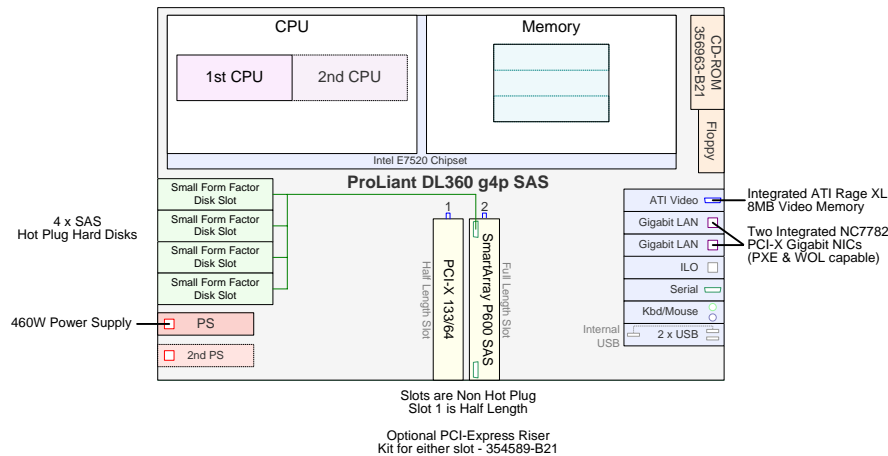 CPU
Memory
1st CPU
2nd CPU
CD-ROM
356963-B21
Floppy
Intel E7520 Chipset
ProLiant DL360 g4p SAS
Small Form Factor
Disk Slot
Small Form Factor
Disk Slot
Small Form Factor
Disk Slot
Small Form Factor
Disk Slot
4 x SAS
Hot Plug Hard Disks
460W Power Supply
PS
2nd PS
1
2
Half Length Slot
PCI-X 133/64
SmartArray P600 SAS
Full Length Slot
ATI Video
Gigabit LAN
Gigabit LAN
ILO
Serial
Kbd/Mouse
2 x USB
Internal
USB
Integrated ATI Rage XL
8MB Video Memory
Two Integrated NC7782
PCI-X Gigabit NICs
(PXE & WOL capable)
Slots are Non Hot Plug
Slot 1 is Half Length
Optional PCI-Express Riser
Kit for either slot - 354589-B21